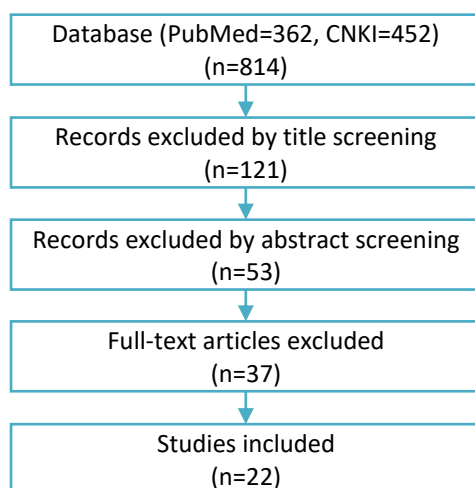 Database (PubMed=362, CNKI=452)
(n=814)
Records excluded by title screening
(n=121)
Records excluded by abstract screening
(n=53)
Full-text articles excluded
(n=37)
Studies included
(n=22)